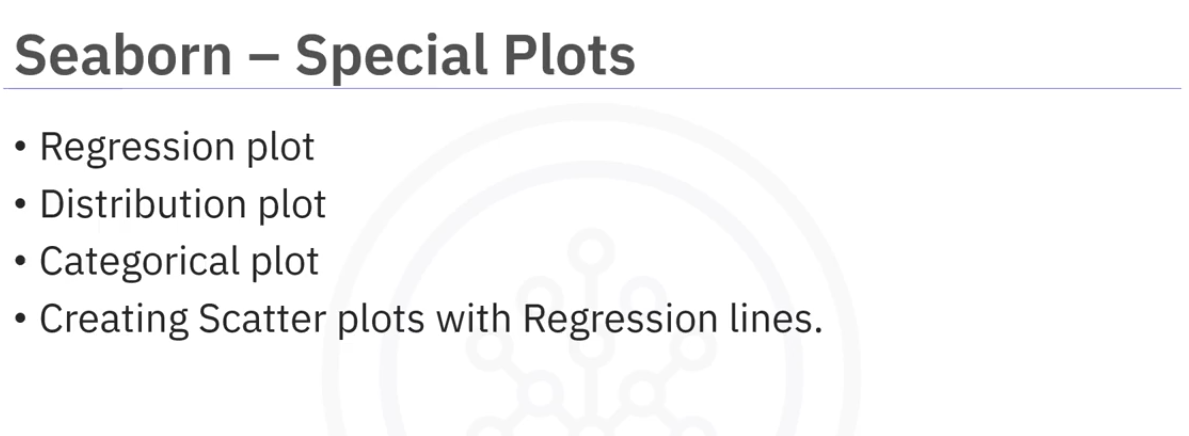 Seaborn – Special Plots
• Regression plot
• Distribution plot
• Categorical plot
• Creating Scatter plots with Regression lines.